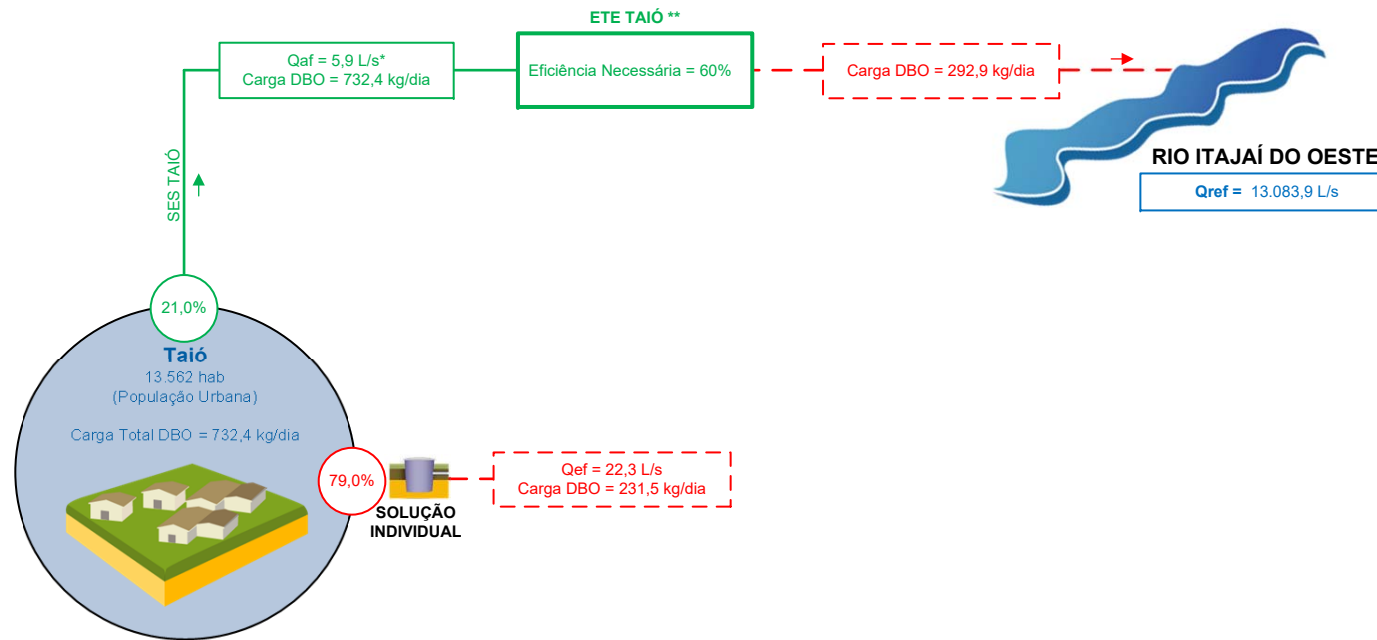 ETE TAIÓ **
Qaf = 5,9 L/s*
Carga DBO = 732,4 kg/dia
Eficiência Necessária = 60%
Carga DBO = 292,9 kg/dia
RIO ITAJAÍ DO OESTE
Qref = 13.083,9 L/s
SES TAIÓ
21,0%
Taió
13.562 hab
(População Urbana)
Carga Total DBO = 732,4 kg/dia
79,0%
SOLUÇÃO
INDIVIDUAL
Qef = 22,3 L/s
Carga DBO = 231,5 kg/dia